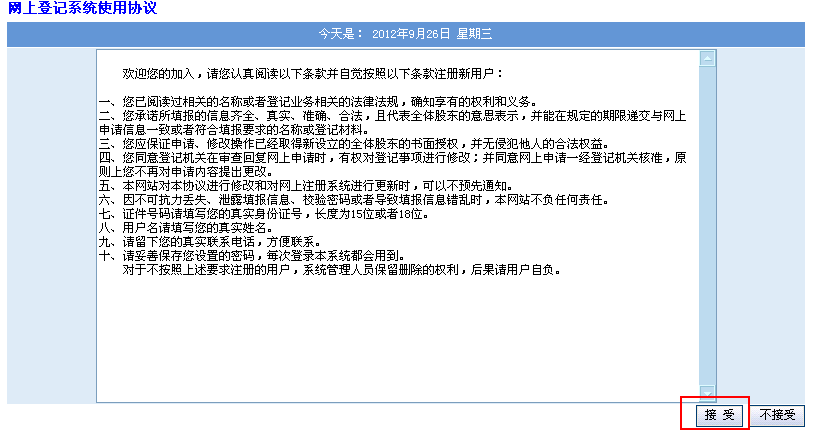 网上登记系统使用协议
今天是： 2012年9月26日 星期三
欢迎您的加入，请您认真阅读以下条款并自觉按照以下条款注册新用户：
一、您已阅读过相关的名称或者登记业务相关的法律法规，确知享有的权利和义务。
二、您承诺所填报的信息齐全、真实、准确、合法，且代表全体股东的意思表示，并能在规定的期限递交与网上
申请信息一致或者符合填报要求的名称或登记材料。
三、您应保证申请、修改操作已经取得新设立的全体股东的书面授权，并无侵犯他人的合法权益。
四、您同意登记机关在审查回复网上申请时，有权对登记事项进行修改；并同意网上申请一经登记机关核准，原
则上您不再对申请内容提出更改。
五、本网站对本协议进行修改和对网上注册系统进行更新时，可以不预先通知。
六、因不可抗力丢失、泄露填报信息、校验密码或者导致填报信息错乱时，本网站不负任何责任。
七、证件号码请填写您的真实身份证号，长度为15位或者18位。
八、用户名请填写您的真实姓名。
九、请留下您的真实联系电话，方便联系。
十、请妥善保存您设置的密码，每次登录本系统都会用到。
对于不按照上述要求注册的用户，系统管理人员保留删除的权利，后果请用户自负。
接 受 不接受